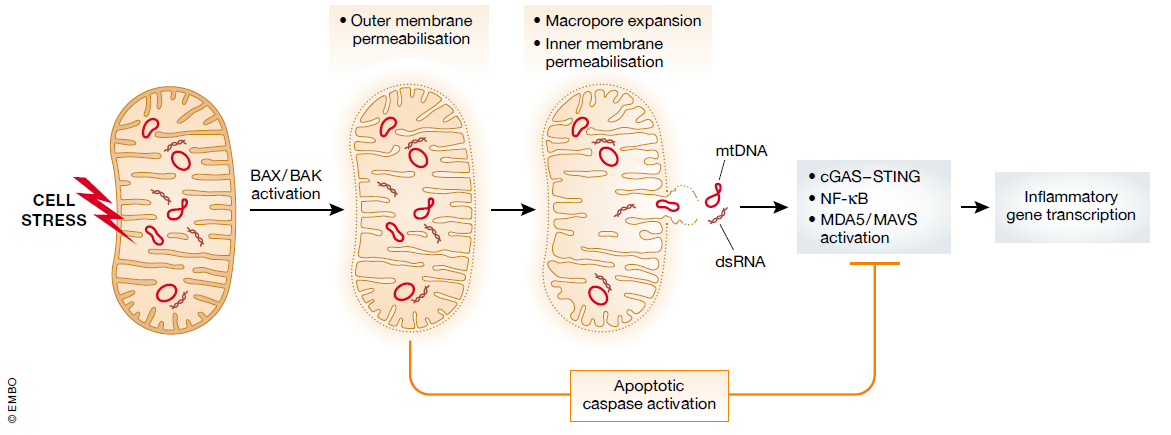 • Outer membrane
permeabilisation
• Macropore expansion
• Inner membrane
permeabilisation
CELL
STRESS
BAX/BAK
activation
mtDNA
dsRNA
• cGAS–STING
• NF-κB
• MDA5/MAVS
activation
Inflammatory
gene transcription
Apoptotic
caspase activation
© EMBO